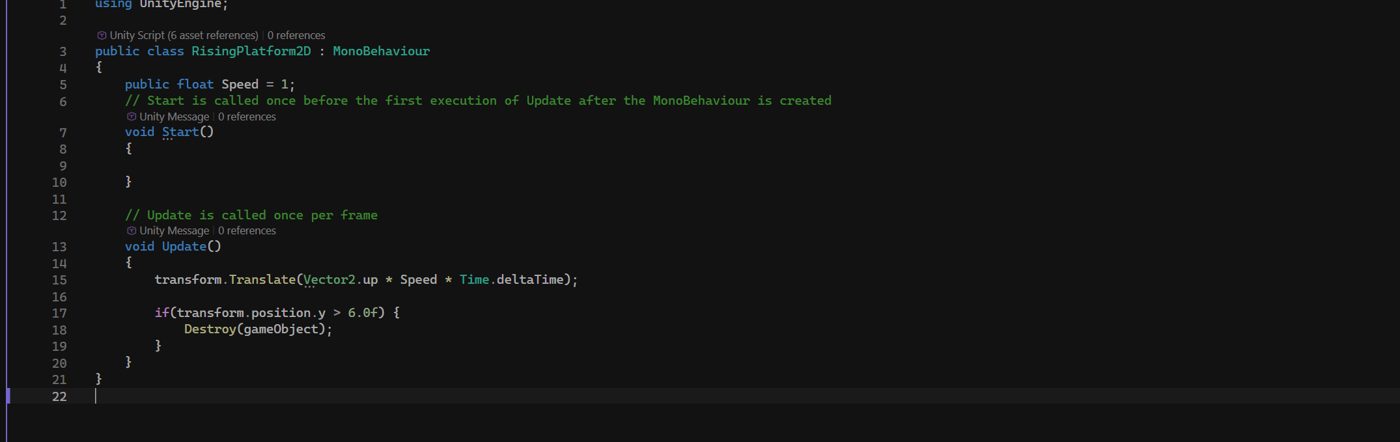 1 using UnityEngine;
2
Unity Script (6 asset references) | 0 references
3 public class RisingPlatform2D : MonoBehaviour
4 {
5 public float Speed = 1;
6 // Start is called once before the first execution of Update after the MonoBehaviour is created
Unity Message | 0 references
7 void Start()
8 {
9
10 }
11
12 // Update is called once per frame
Unity Message | 0 references
13 void Update()
14 {
15 transform.Translate(Vector2.up * Speed * Time.deltaTime);
16
17 if(transform.position.y > 6.0f) {
18 Destroy(gameObject);
19 }
20 }
21 }
22